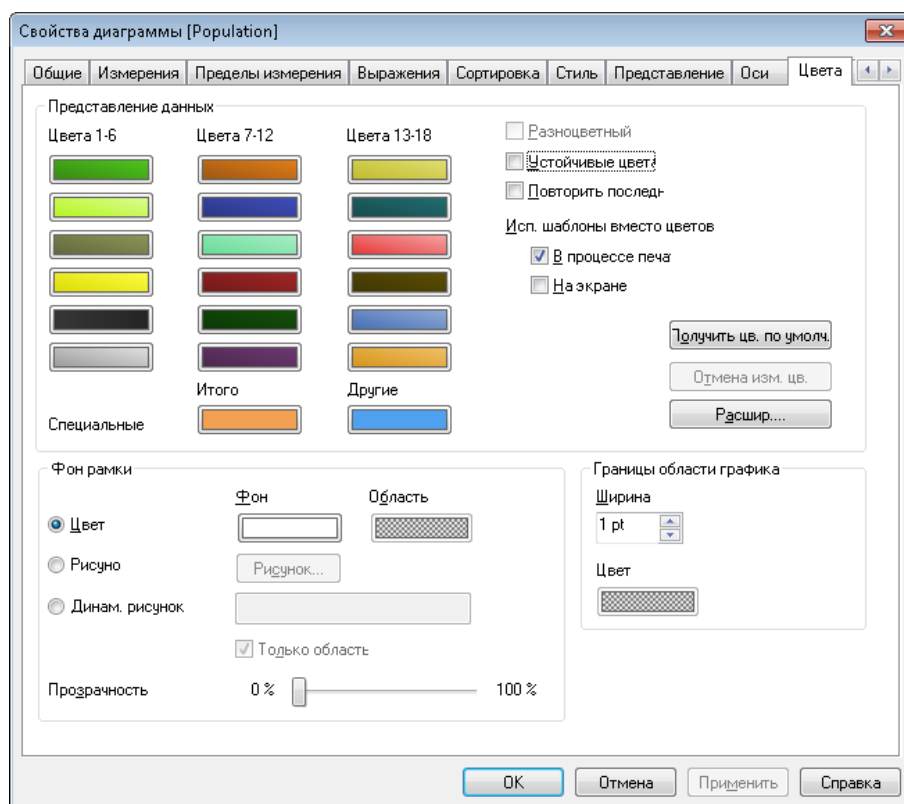 Свойства диаграммы [Population]
Общие Измерения Пределы измерения Выражения Сортировка Стиль Представление Оси Цвета
Представление данных
Цвета 1-6 Цвета 7-12 Цвета 13-18
Разноцветный
Устойчивые цвета
Повторить последн
Исп. шаблоны вместо цветов
В процессе печа
На экране
Получить цв. по умолч.
Отмена изм. цв.
Расшир....
Итого Другие
Специальные
Фон рамки
Фон Область
Цвет
Рисуно
Рисунок...
Динам. рисунок
Только область
Прозрачность 0 % 100 %
Границы области графика
Ширина
1 pt
Цвет
OK Отмена Применить Справка